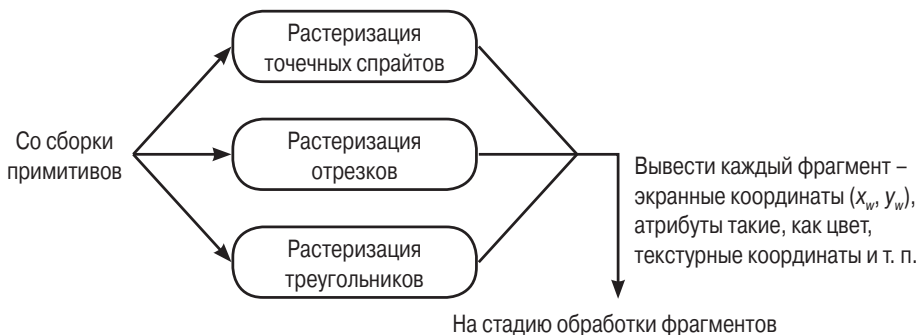 Растеризация
точечных спрайтов
Со сборки
примитивов
Растеризация
отрезков
Растеризация
треугольников
Вывести каждый фрагмент –
экранные координаты (xw, yw),
атрибуты такие, как цвет,
текстурные координаты и т. п.
На стадию обработки фрагментов